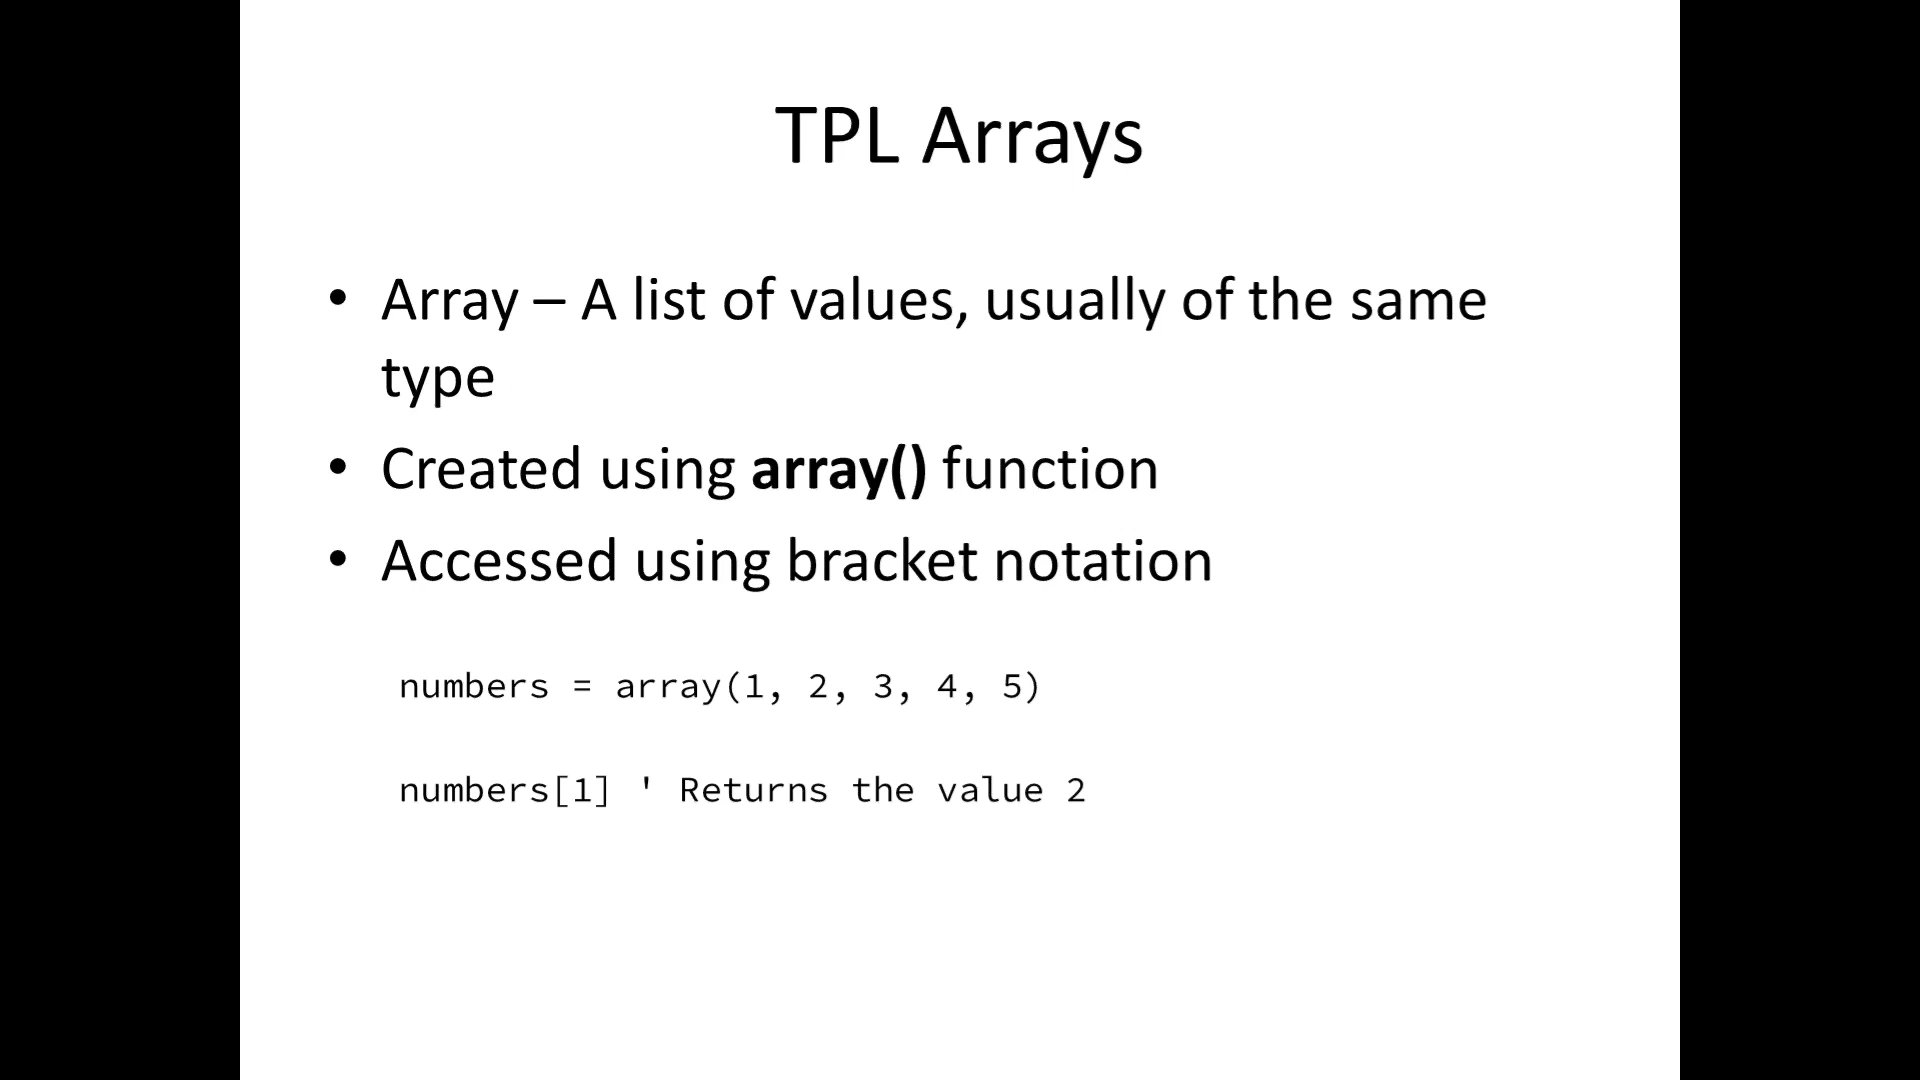 TPL Arrays
• Array – A list of values, usually of the same
type
• Created using array() function
• Accessed using bracket notation
numbers = array(1, 2, 3, 4, 5)
numbers[1] ' Returns the value 2